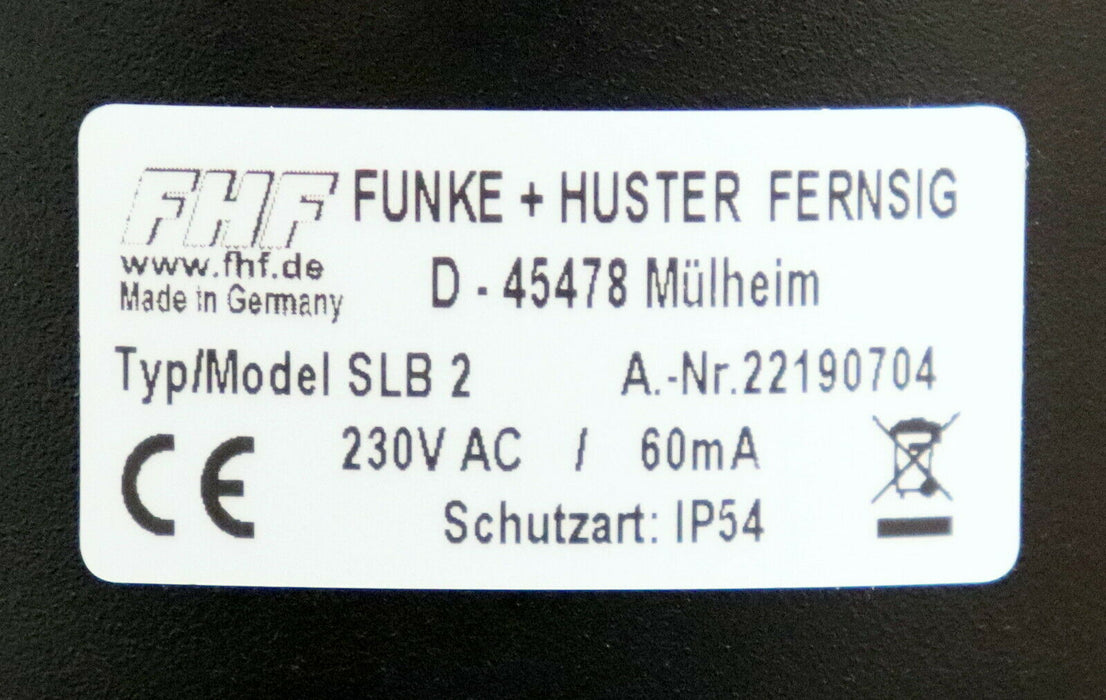 FHF FUNKE + HUSTER FERNSIG
www.fhf.de
D - 45478 Mülheim
Made in Germany
Typ/Model SLB 2 A.-Nr.22190704
CE 230V AC / 60mA
Schutzart: IP54